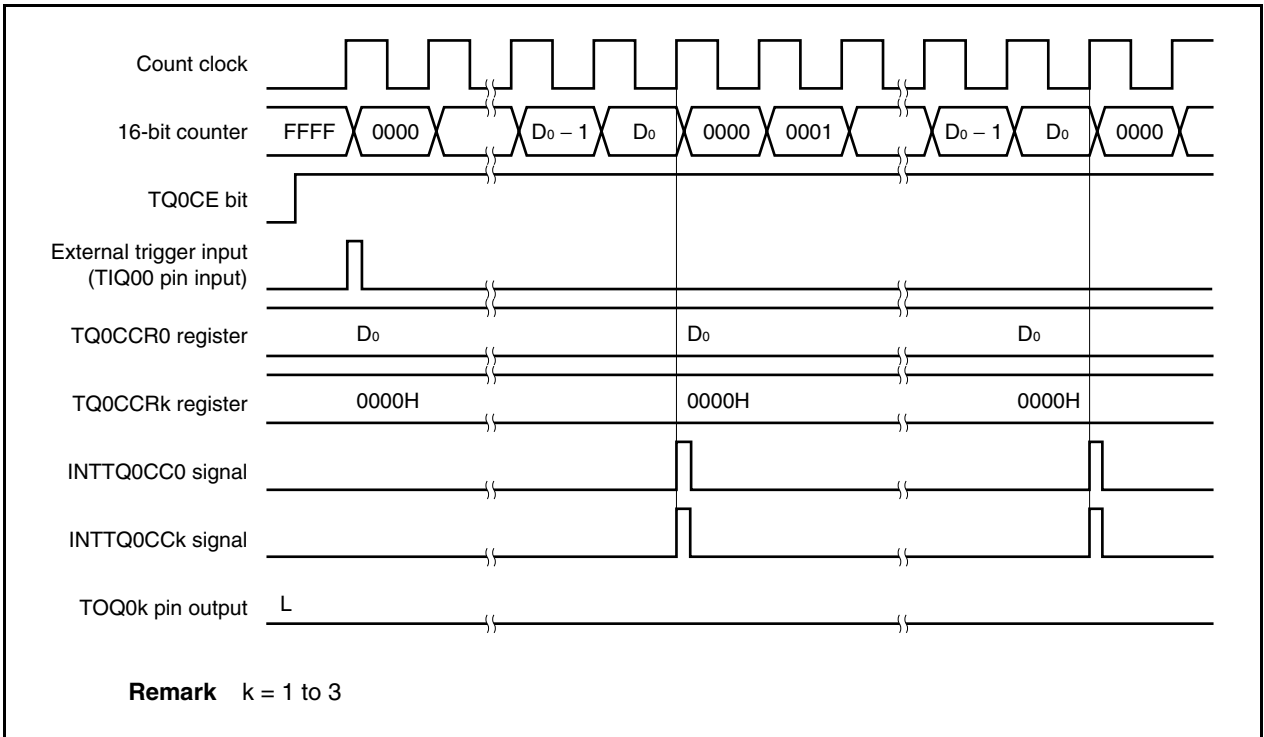 Count clock
16-bit counter FFFF 0000 D0 − 1 D0 0000 0001 D0 − 1 D0 0000
TQ0CE bit
External trigger input
(TIQ00 pin input)
TQ0CCR0 register D0 D0 D0
TQ0CCRk register 0000H 0000H 0000H
INTTQ0CC0 signal
INTTQ0CCk signal
TOQ0k pin output L
Remark k = 1 to 3